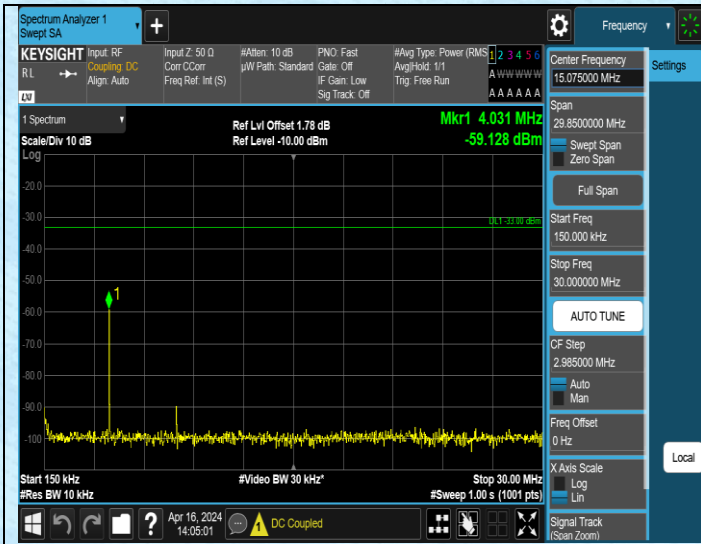 Spectrum Analyzer 1
Swept SA
+
Frequency
KEYSIGHT
RL
LXI
Input: RF
Coupling: DC
Align: Auto
Input Z: 50 Ω
Corr CCorr
Freq Ref: Int (S)
#Atten: 10 dB
µW Path: Standard
PNO: Fast
Gate: Off
IF Gain: Low
Sig Track: Off
#Avg Type: Power (RMS
Avg|Hold: 1/1
Trig: Free Run
1 2 3 4 5 6
A W W W W W
A A A A A A
1 Spectrum
Scale/Div 10 dB
Log
Ref Lvl Offset 1.78 dB
Ref Level -10.00 dBm
Mkr1 4.031 MHz
-59.128 dBm
-20.0
-30.0
-40.0
-50.0
-60.0
-70.0
-80.0
-90.0
-100
DL1 -33.00 dBm
1
Start 150 kHz
#Res BW 10 kHz
#Video BW 30 kHz*
Stop 30.00 MHz
#Sweep 1.00 s (1001 pts)
?
Apr 16, 2024
14:05:01
1
DC Coupled
Center Frequency
15.075000 MHz
Span
29.8500000 MHz
Swept Span
Zero Span
Full Span
Start Freq
150.000 kHz
Stop Freq
30.000000 MHz
AUTO TUNE
CF Step
2.985000 MHz
Auto
Man
Freq Offset
0 Hz
X Axis Scale
Log
Lin
Signal Track
(Span Zoom)
Settings
Local